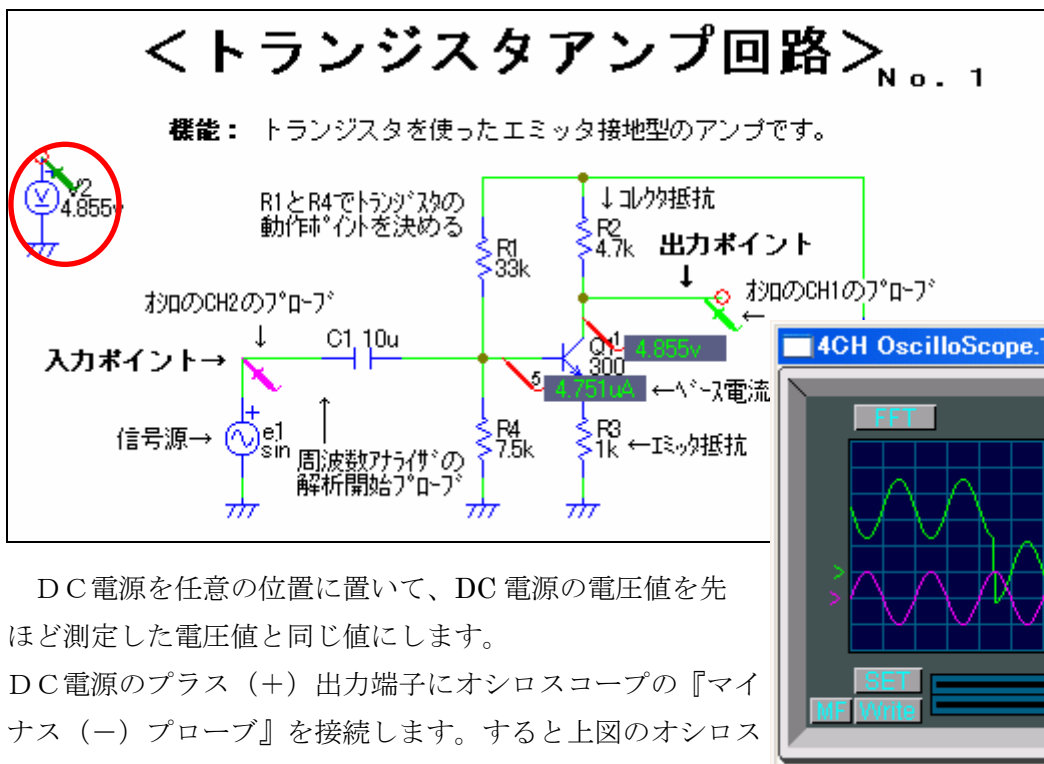 <トランジスタアンプ回路>No. 1
機能： トランジスタを使ったエミッタ接地型のアンプです。
V2
4.855v
R1とR4でトランジスタの
動作ポイントを決める
↓コレクタ抵抗
R2
4.7k
R1
33k
出力ポイント
↓
オシロのCH1のプローブ
←
オシロのCH2のプローブ
↓
入力ポイント→
C1 10u
Q1
300
1
4.855v
5
4.751uA
←ベース電流
信号源→
e1
sin
周波数アナライザの
解析開始プローブ
R4
7.5k
R3
1k
←エミッタ抵抗
4CH OscilloScope.
FFT
SET
MF
Write
ＤＣ電源を任意の位置に置いて、DC 電源の電圧値を先
ほど測定した電圧値と同じ値にします。
ＤＣ電源のプラス（＋）出力端子にオシロスコープの『マイ
ナス（－）プローブ』を接続します。すると上図のオシロス